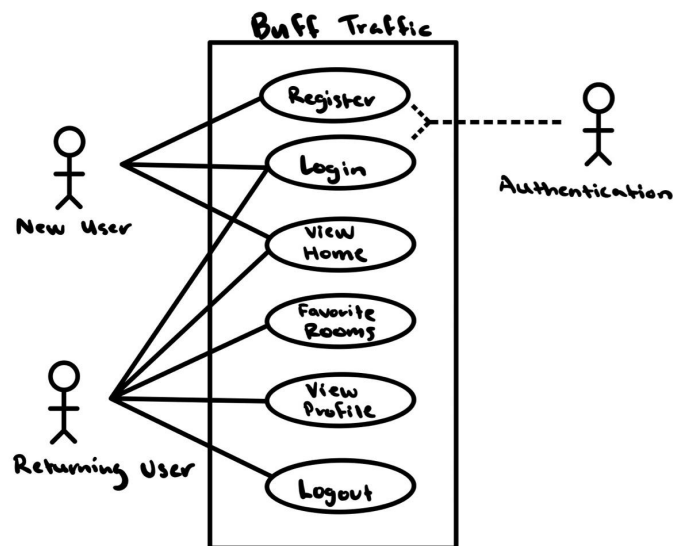 Buff Traffic
Register
Login
View
Home
Favorite
Rooms
View
Profile
Logout
New User
Returning User
Authentication